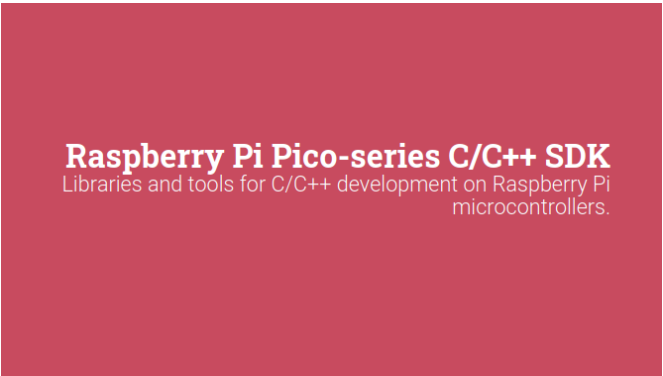 Raspberry Pi Pico-series C/C++ SDK
Libraries and tools for C/C++ development on Raspberry Pi
microcontrollers.